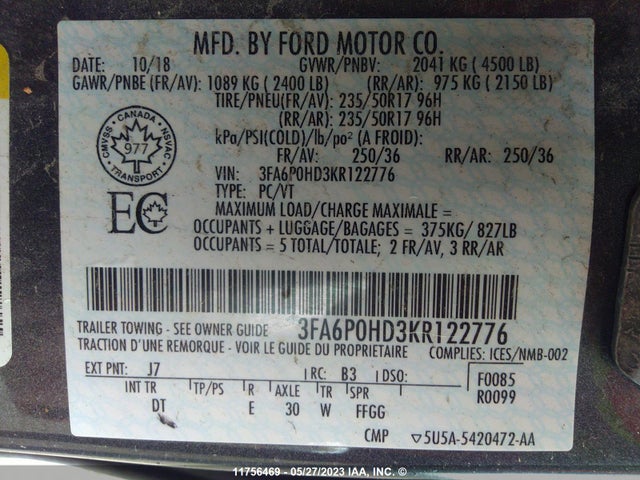 MFD. BY FORD MOTOR CO.
DATE: 10/18 GVWR/PNBV: 2041 KG ( 4500 LB)
GAWR/PNBE (FR/AV): 1089 KG ( 2400 LB) (RR/AR): 975 KG ( 2150 LB)
TIRE/PNEU(FR/AV): 235/50R17 96H
(RR/AR): 235/50R17 96H
kPa/PSI(COLD)/lb/po² (A FROID):
FR/AV: 250/36 RR/AR: 250/36
VIN: 3FA6P0HD3KR122776
TYPE: PC/VT
MAXIMUM LOAD/CHARGE MAXIMALE =
OCCUPANTS + LUGGAGE/BAGAGES = 375KG/ 827LB
OCCUPANTS = 5 TOTAL/TOTALE; 2 FR/AV, 3 RR/AR
CANADA
CMVSS NSVAC
977
TRANSPORT
EC
TRAILER TOWING - SEE OWNER GUIDE 3FA6P0HD3KR122776
TRACTION D'UNE REMORQUE - VOIR LE GUIDE DU PROPRIETAIRE COMPLIES: ICES/NMB-002
EXT PNT: J7 RC: B3 DSO: F0085
INT TR TP/PS R AXLE TR SPR R0099
DT E 30 W FFGG
CMP ▽5U5A-5420472-AA
11756469 - 05/27/2023 IAA, Inc. ©